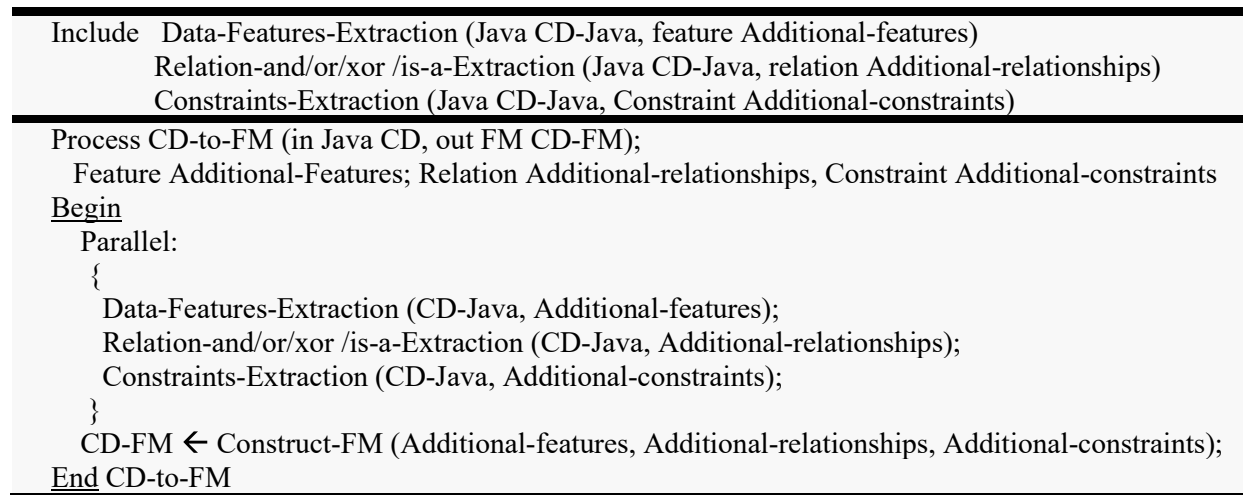 Include Data-Features-Extraction (Java CD-Java, feature Additional-features)
Relation-and/or/xor /is-a-Extraction (Java CD-Java, relation Additional-relationships)
Constraints-Extraction (Java CD-Java, Constraint Additional-constraints)
Process CD-to-FM (in Java CD, out FM CD-FM);
Feature Additional-Features; Relation Additional-relationships, Constraint Additional-constraints
Begin
Parallel:
{
Data-Features-Extraction (CD-Java, Additional-features);
Relation-and/or/xor /is-a-Extraction (CD-Java, Additional-relationships);
Constraints-Extraction (CD-Java, Additional-constraints);
}
CD-FM ← Construct-FM (Additional-features, Additional-relationships, Additional-constraints);
End CD-to-FM